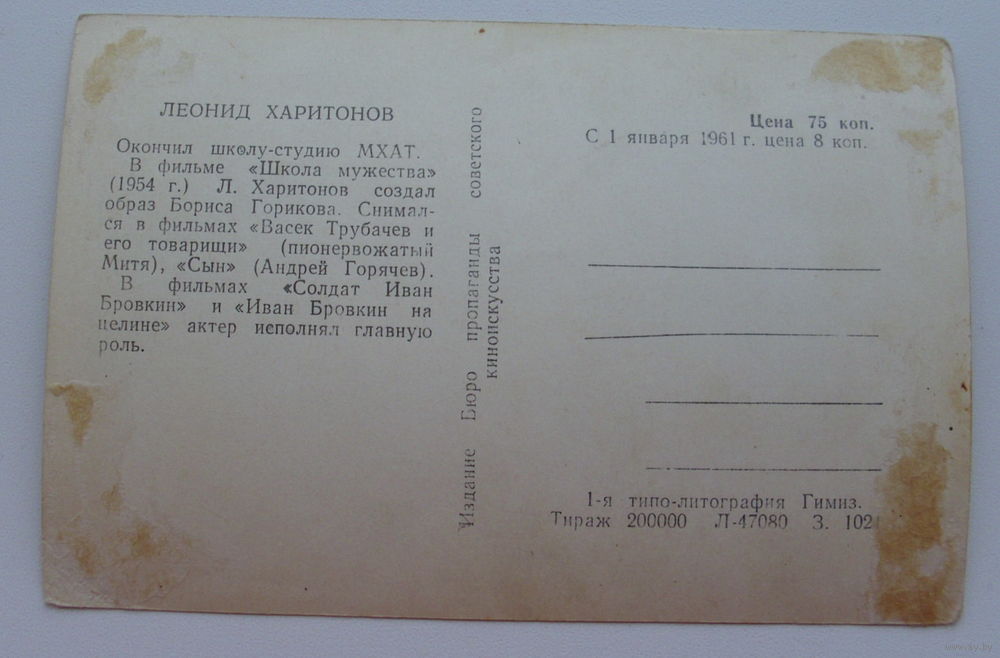 ЛЕОНИД ХАРИТОНОВ
Окончил школу-студию МХАТ.
В фильме «Школа мужества»
(1954 г.) Л. Харитонов создал
образ Бориса Горикова. Снимал-
ся в фильмах «Васек Трубачев и
его товарищи» (пионервожатый
Митя), «Сын» (Андрей Горячев).
В фильмах «Солдат Иван
Бровкин» и «Иван Бровкин на
целине» актер исполнял главную
роль.
Издание Бюро пропаганды советского
киноискусства
Цена 75 коп.
С 1 января 1961 г. цена 8 коп.
1-я типо-литография Гимиз.
Тираж 200000 Л-47080 З.
www.ay.by